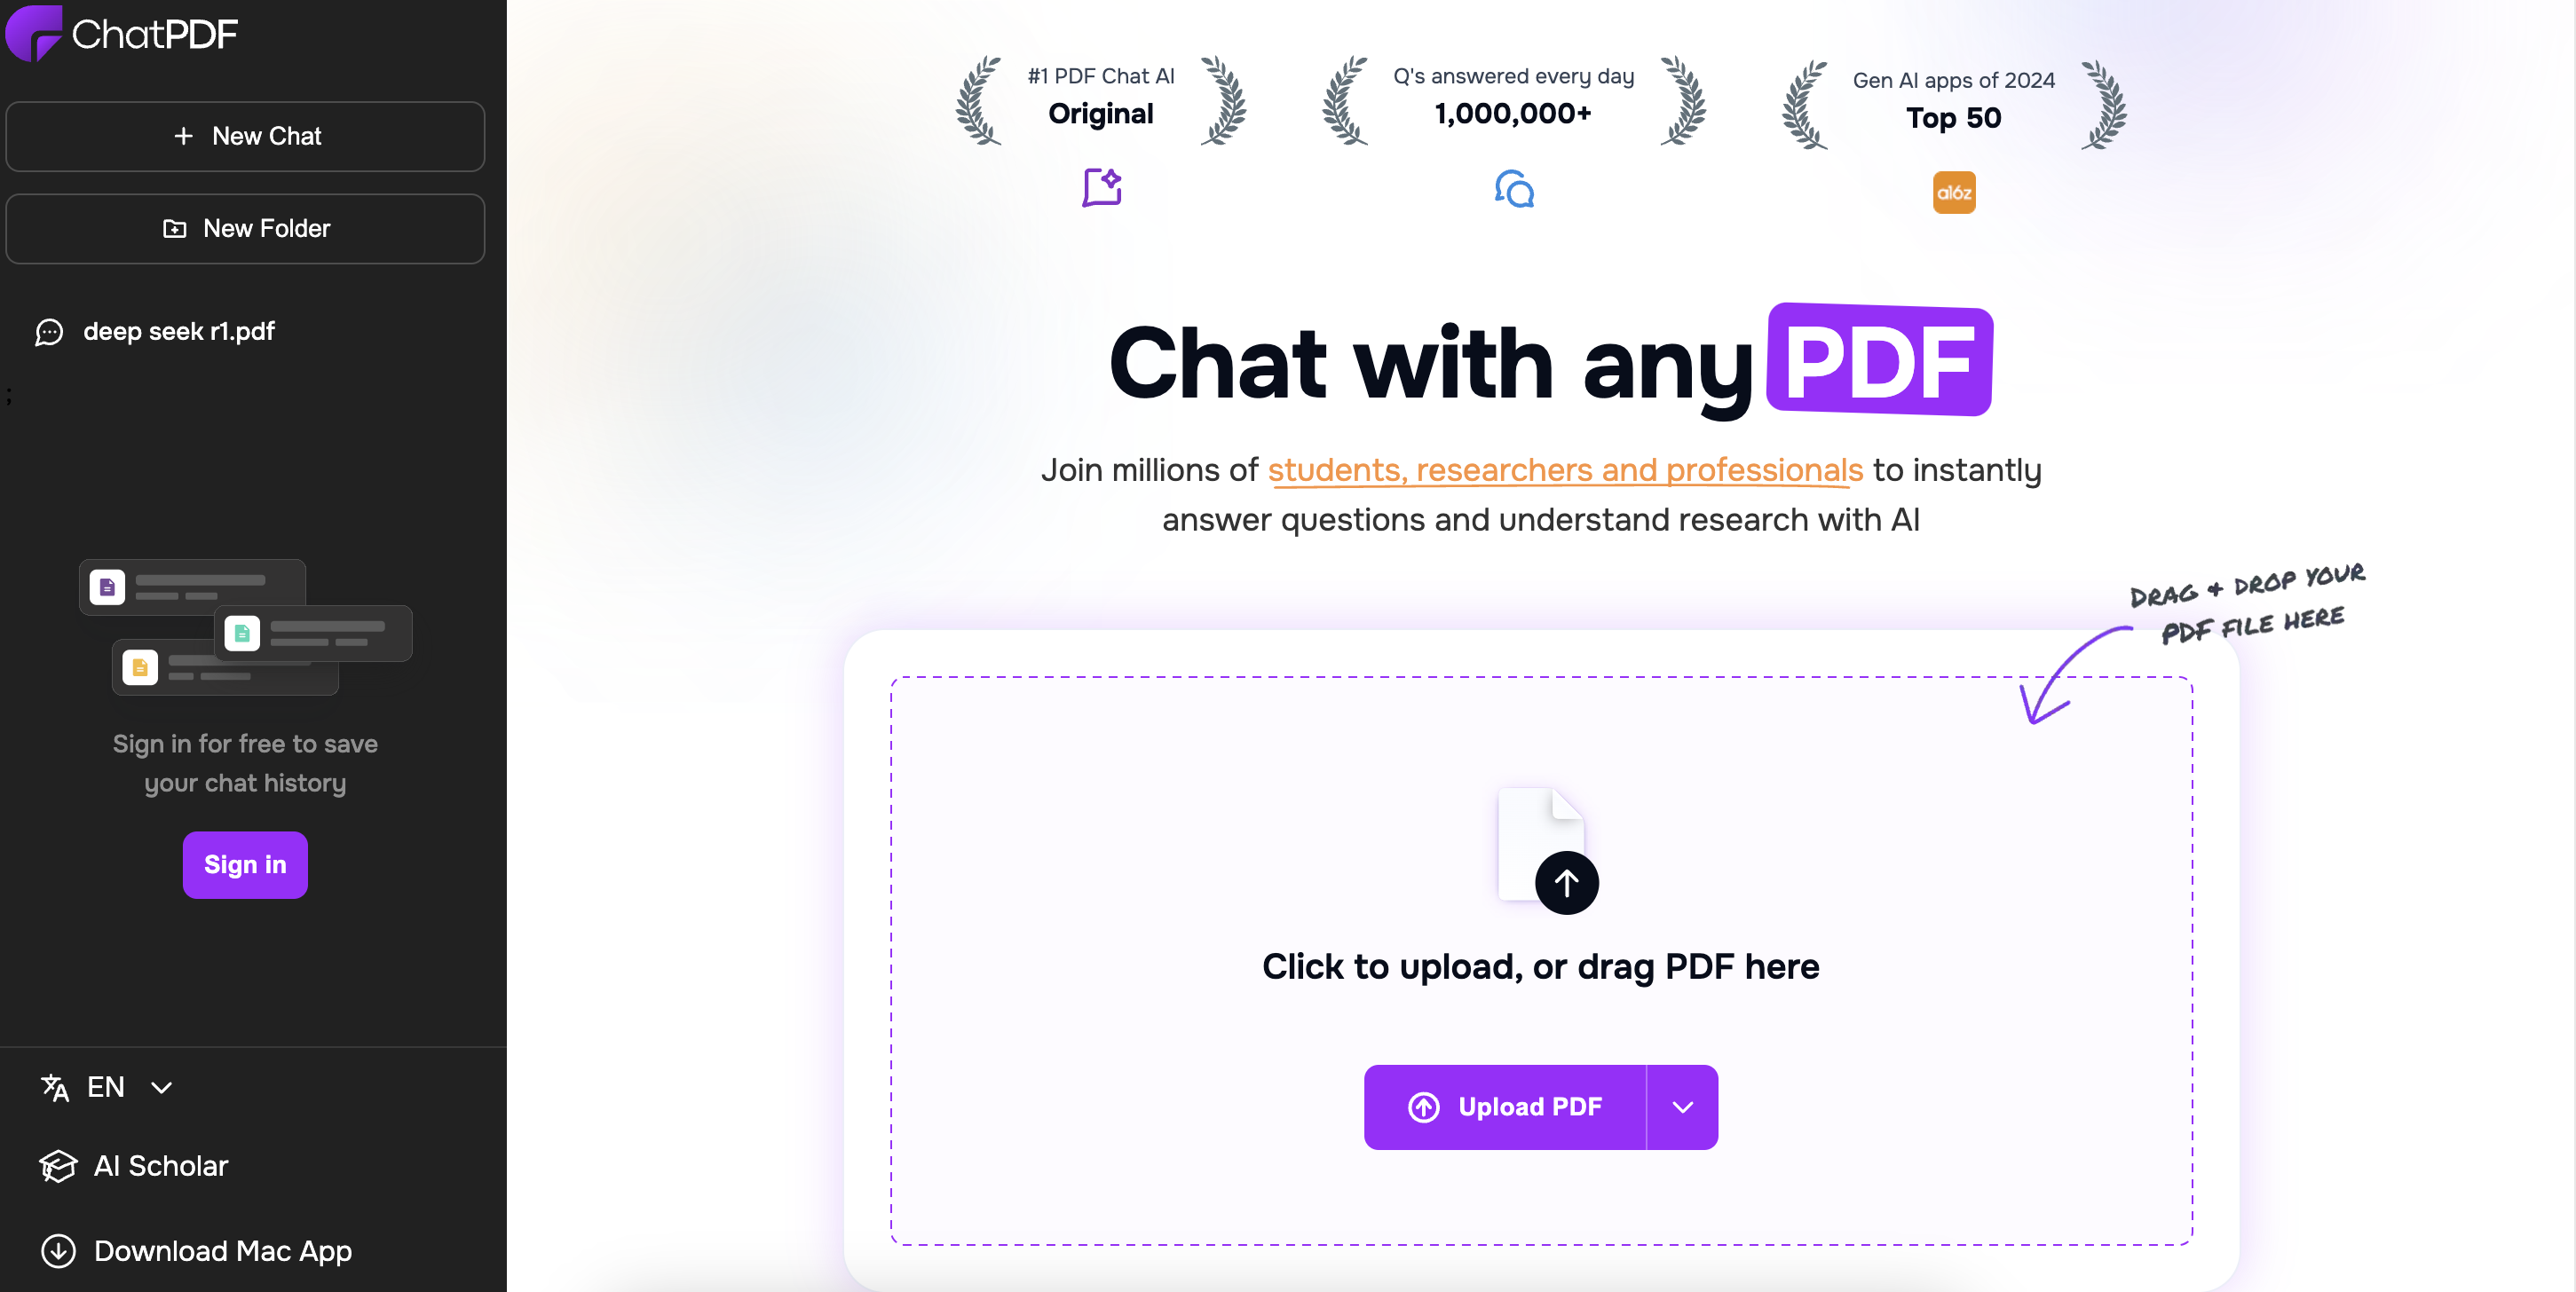 ChatPDF
New Chat
New Folder
deep seek r1.pdf
;
Sign in for free to save
your chat history
Sign in
EN
AI Scholar
Download Mac App
#1 PDF Chat AI
Original
Q's answered every day
1,000,000+
Gen AI apps of 2024
Top 50
a16z
Chat with any PDF
Join millions of students, researchers and professionals to instantly
answer questions and understand research with AI
DRAG & DROP YOUR
PDF FILE HERE
Click to upload, or drag PDF here
Upload PDF